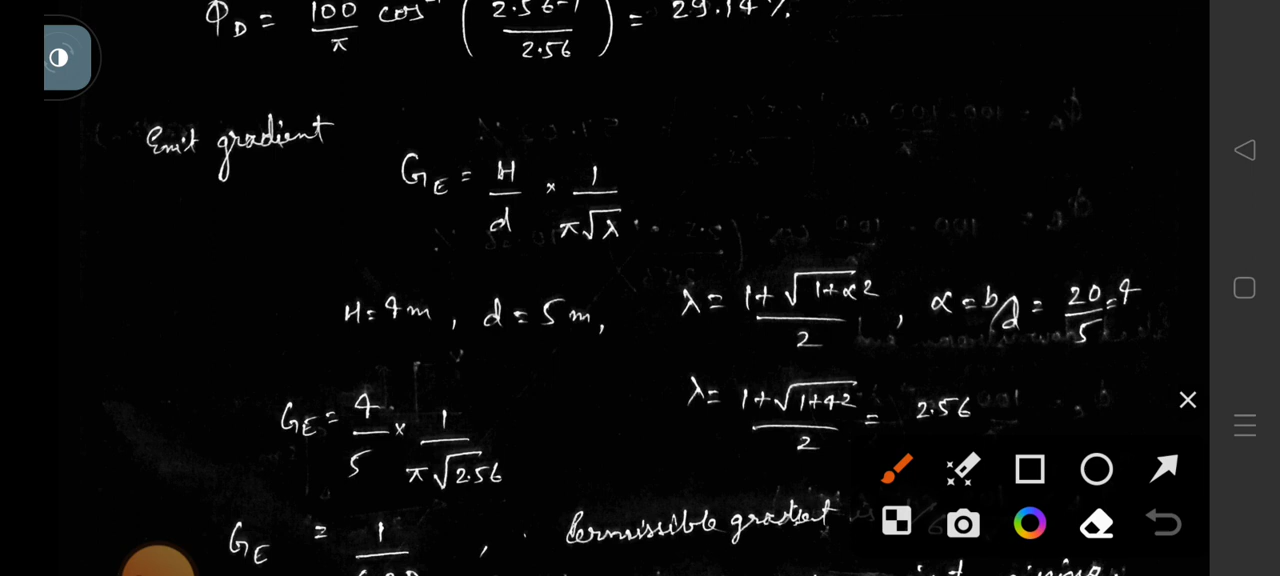 Φ_D = 100/π cos⁻¹ (2.56-1 / 2.56) = 29.14%.
Exit gradient
G_E = H/d × 1/π√λ
H = 4m, d = 5m, λ = 1+√1+α2 / 2, α = b/d = 20/5 = 4
λ = 1+√1+42 / 2 = 2.56
G_E = 4/5 × 1/π√2.56
G_E = 1/, Permissible gradient